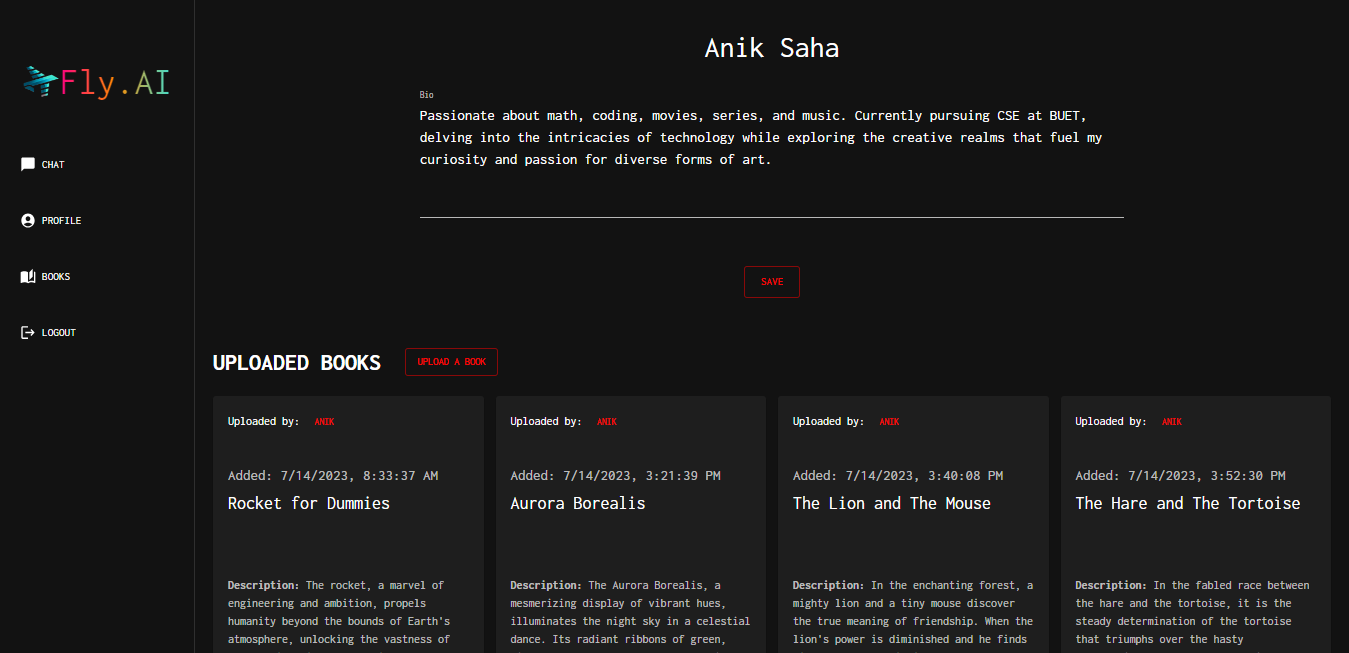 Fly.AI
CHAT
PROFILE
BOOKS
LOGOUT
Anik Saha
Bio
Passionate about math, coding, movies, series, and music. Currently pursuing CSE at BUET,
delving into the intricacies of technology while exploring the creative realms that fuel my
curiosity and passion for diverse forms of art.
SAVE
UPLOADED BOOKS
UPLOAD A BOOK
Uploaded by: ANIK
Added: 7/14/2023, 8:33:37 AM
Rocket for Dummies
Description: The rocket, a marvel of
engineering and ambition, propels
humanity beyond the bounds of Earth's
atmosphere, unlocking the vastness of
Uploaded by: ANIK
Added: 7/14/2023, 3:21:39 PM
Aurora Borealis
Description: The Aurora Borealis, a
mesmerizing display of vibrant hues,
illuminates the night sky in a celestial
dance. Its radiant ribbons of green,
Uploaded by: ANIK
Added: 7/14/2023, 3:40:08 PM
The Lion and The Mouse
Description: In the enchanting forest, a
mighty lion and a tiny mouse discover
the true meaning of friendship. When the
lion's power is diminished and he finds
Uploaded by: ANIK
Added: 7/14/2023, 3:52:30 PM
The Hare and The Tortoise
Description: In the fabled race between
the hare and the tortoise, it is the
steady determination of the tortoise
that triumphs over the hasty